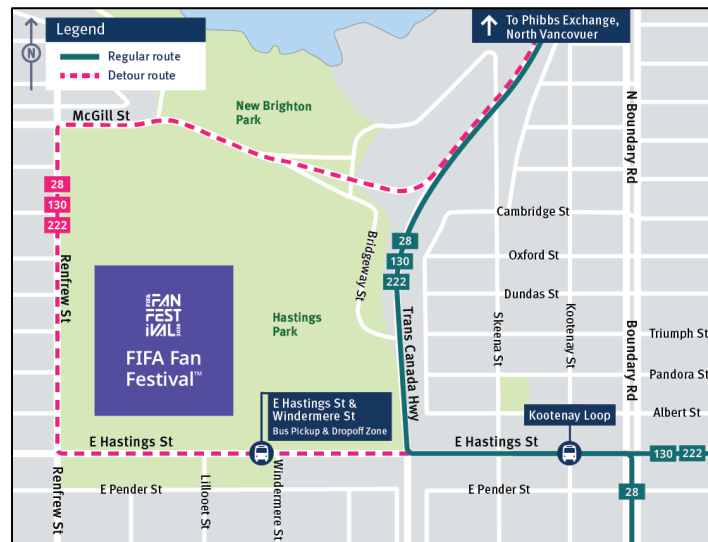 Legend
Regular route
Detour route
N
To Phibbs Exchange,
North Vancovuer
McGill St
New Brighton
Park
N Boundary Rd
28
130
222
Cambridge St
28
130
222
Bridgeway St
Oxford St
Renfrew St
Dundas St
FIFA
FAN
FEST
IVAL
2026
FIFA Fan
Festival™
Hastings
Park
Trans Canada Hwy
Skeena St
Kootenay St
Boundary Rd
Triumph St
Pandora St
E Hastings St &
Windermere St
Bus Pickup & Dropoff Zone
Kootenay Loop
Albert St
E Hastings St
E Hastings St
130 222
Renfrew St
E Pender St
Lillooet St
Windermere St
E Pender St
28